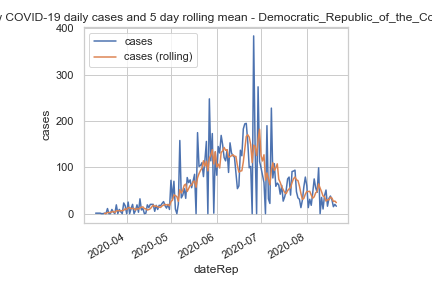 COVID-19 daily cases and 5 day rolling mean - Democratic_Republic_of_the_Co
cases
cases (rolling)
400
300
200
100
0
cases
2020-04
2020-05
2020-06
2020-07
2020-08
dateRep